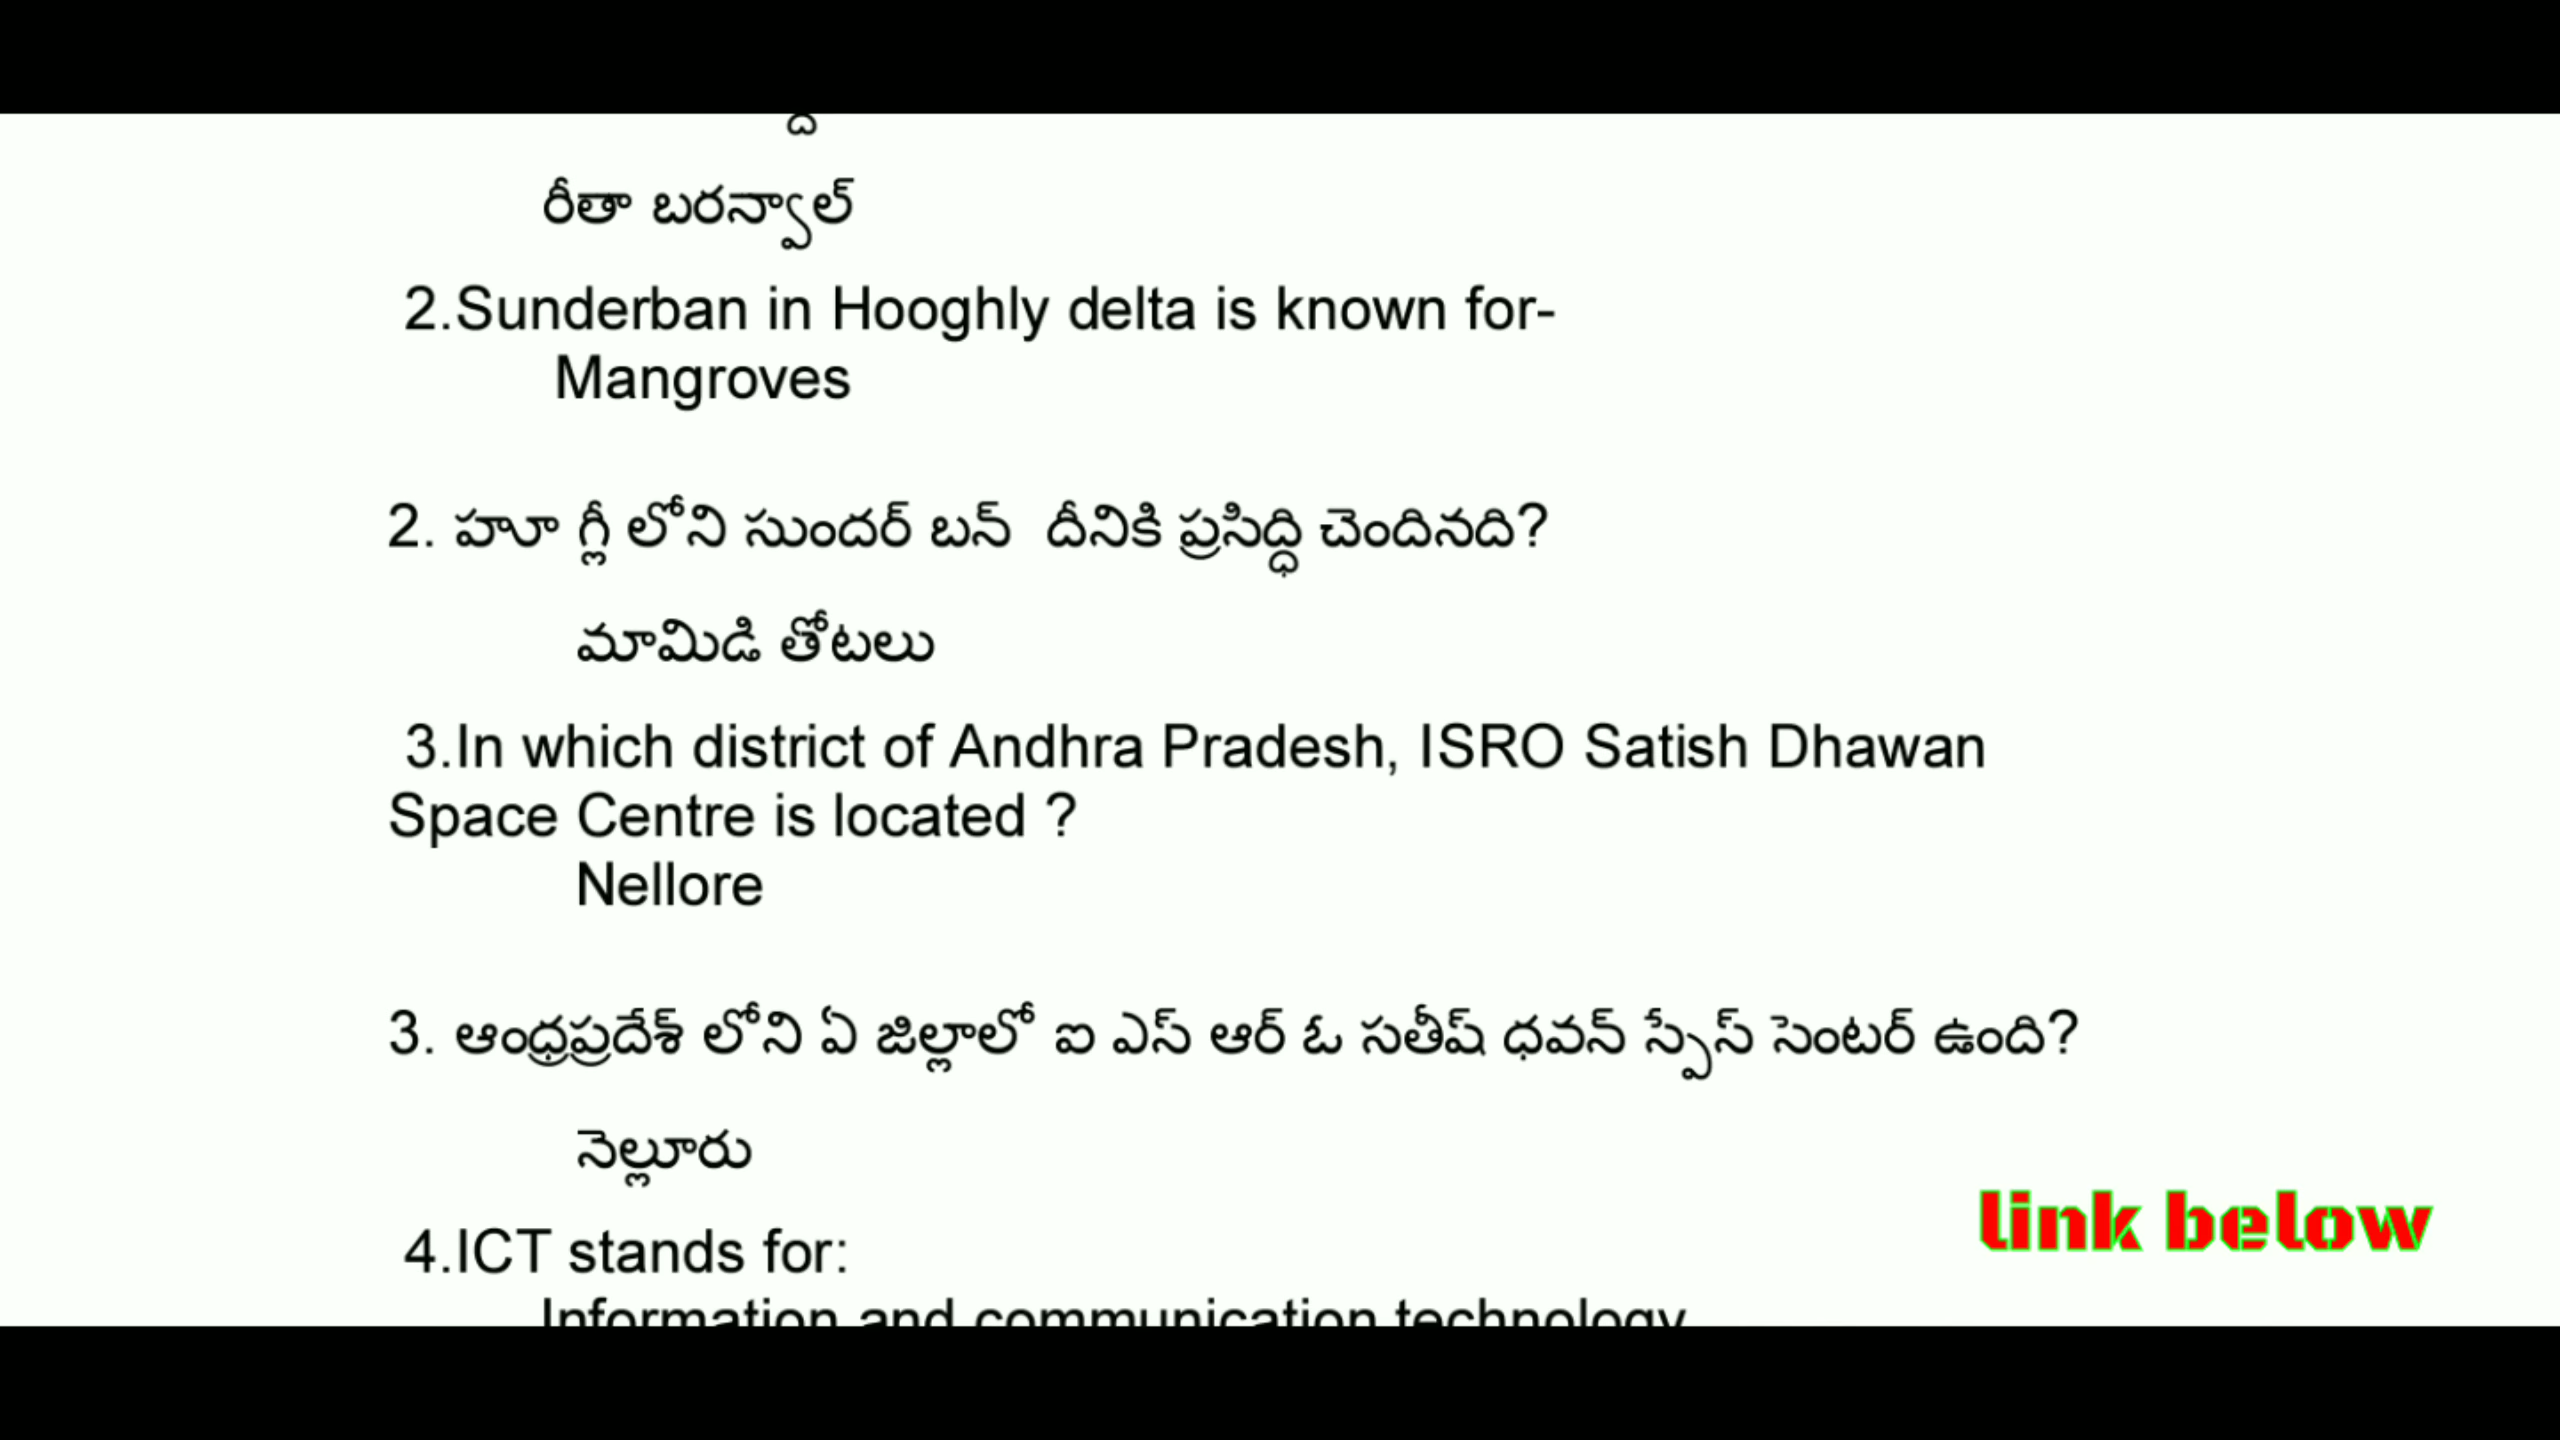 రీతా బరన్వాల్
2.Sunderban in Hooghly delta is known for-
Mangroves
2. హూ గ్లీ లోని సుందర్ బన్ దీనికి ప్రసిద్ధి చెందినది?
మామిడి తోటలు
3.In which district of Andhra Pradesh, ISRO Satish Dhawan
Space Centre is located ?
Nellore
3. ఆంధ్రప్రదేశ్ లోని ఏ జిల్లాలో ఐ ఎస్ ఆర్ ఓ సతీష్ ధవన్ స్పేస్ సెంటర్ ఉంది?
నెల్లూరు
link below
4.ICT stands for:
Information and communication technology